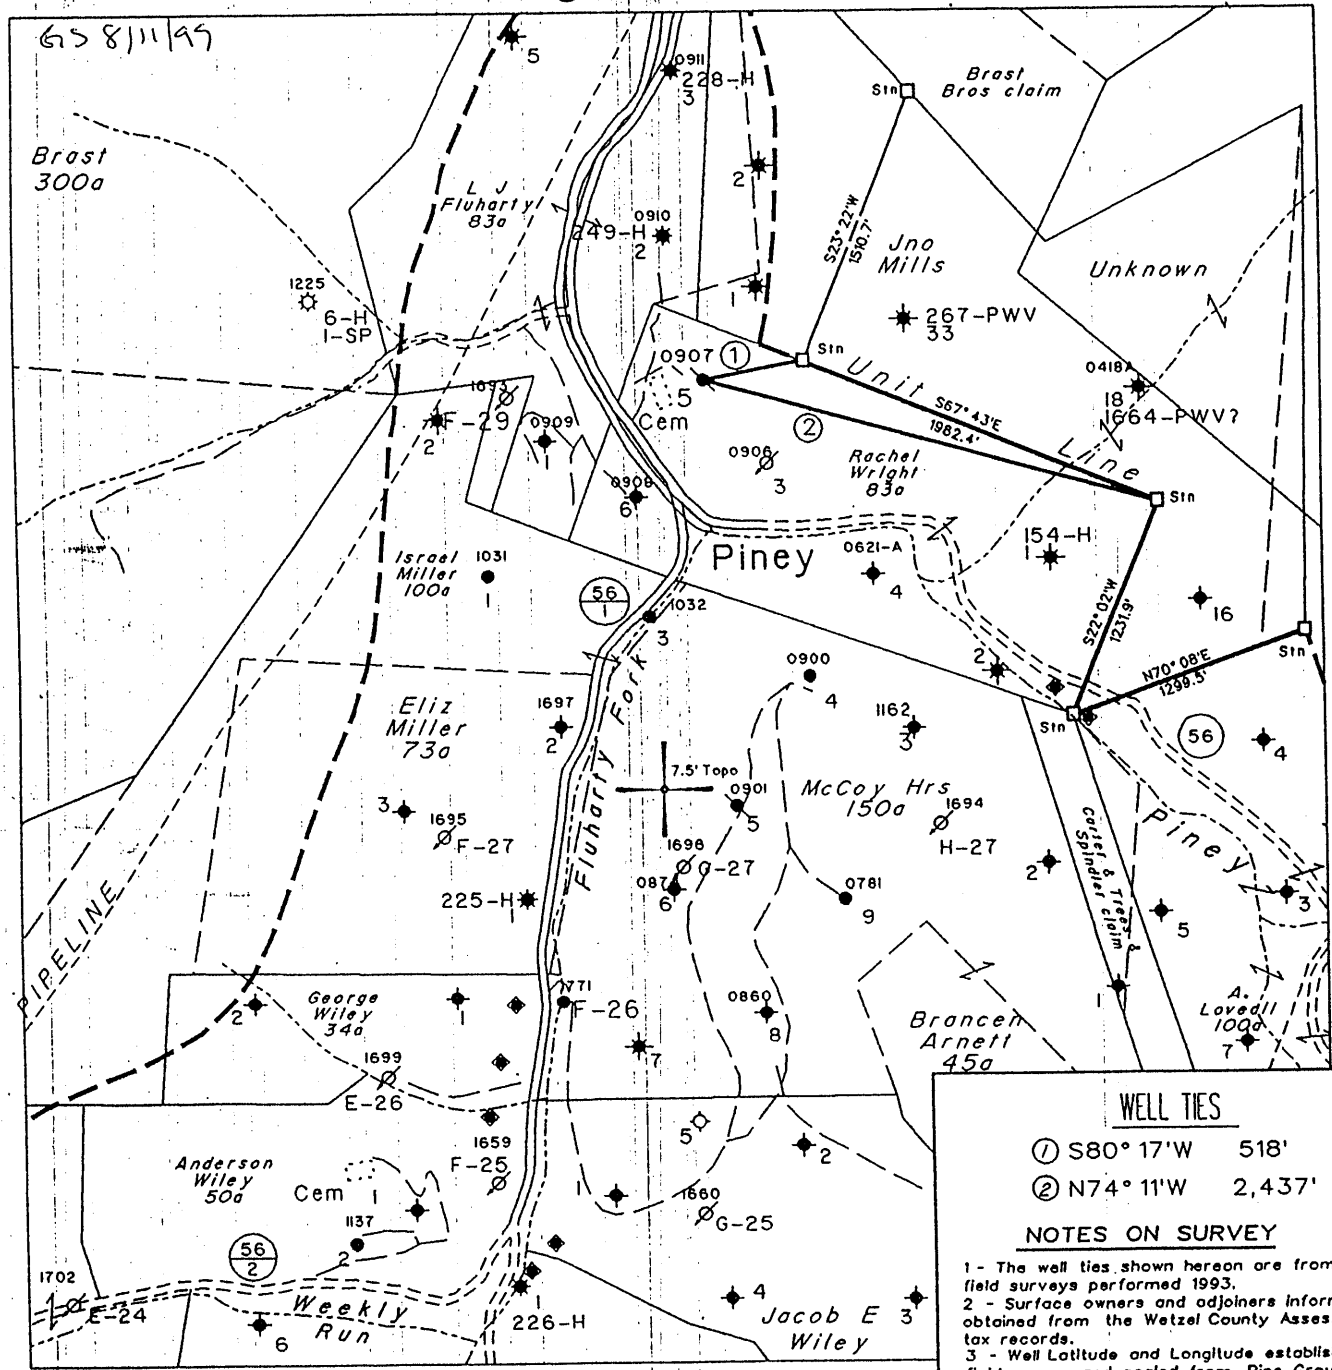 GS 8/11/99
5
0911
228-H
3
Stn
Brast
Bros claim
Brast
300a
L J
Fluharty
83a
2
S23° 22'W
1510.7'
0910
249-H
2
Jno
Mills
Unknown
1225
6-H
1-SP
1
267-PWV
33
0907
①
Stn
5
Cem
Unit
Line
S67° 43'E
1982.4'
0418A
18
1664-PWV?
1693
F-29
2
0909
1
②
0906
3
Rachel
Wright
83a
Stn
0908
6
Piney
0621-A
4
154-H
1
16
Israel
Miller
100a
1031
1
56
1
1032
3
S22° 02'W
1231.9'
N70° 08'E
1299.5'
Stn
2
0900
4
Stn
Eliz
Miller
73a
1697
2
Fluharty Fork
1162
3
56
4
7.5' Topo
McCoy Hrs
150a
0901
5
3
1695
F-27
1694
H-27
Piney
1698
G-27
087
6
2
Carter & Trees &
Spindler claim
3
225-H
1
0781
9
5
PIPELINE
George
Wiley
34a
2
1
771
F-26
1
A.
Lovedll
100a
7
0860
8
Brancen
Arnett
45a
7
1699
E-26
5
2
1659
F-25
Anderson
Wiley
50a
Cem
1
1
1660
G-25
1137
2
56
2
1702
E-24
Weekly
Run
6
1
226-H
4
Jacob E
Wiley
3
WELL TIES
① S80° 17'W 518'
② N74° 11'W 2,437'
NOTES ON SURVEY
1 - The well ties shown hereon are from
field surveys performed 1993.
2 - Surface owners and adjoiners infor
obtained from the Wetzel County Asses
tax records.
3 - Well Latitude and Longitude establis